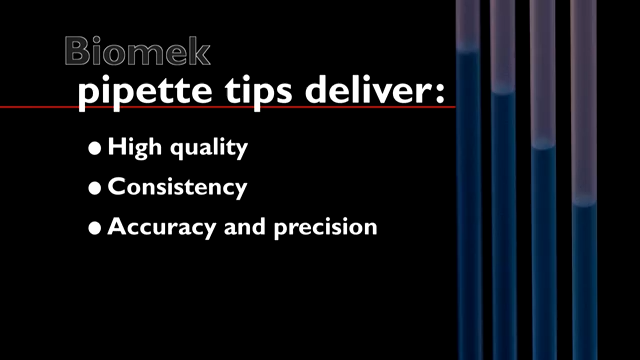 Biomek
pipette tips deliver:
● High quality
● Consistency
● Accuracy and precision